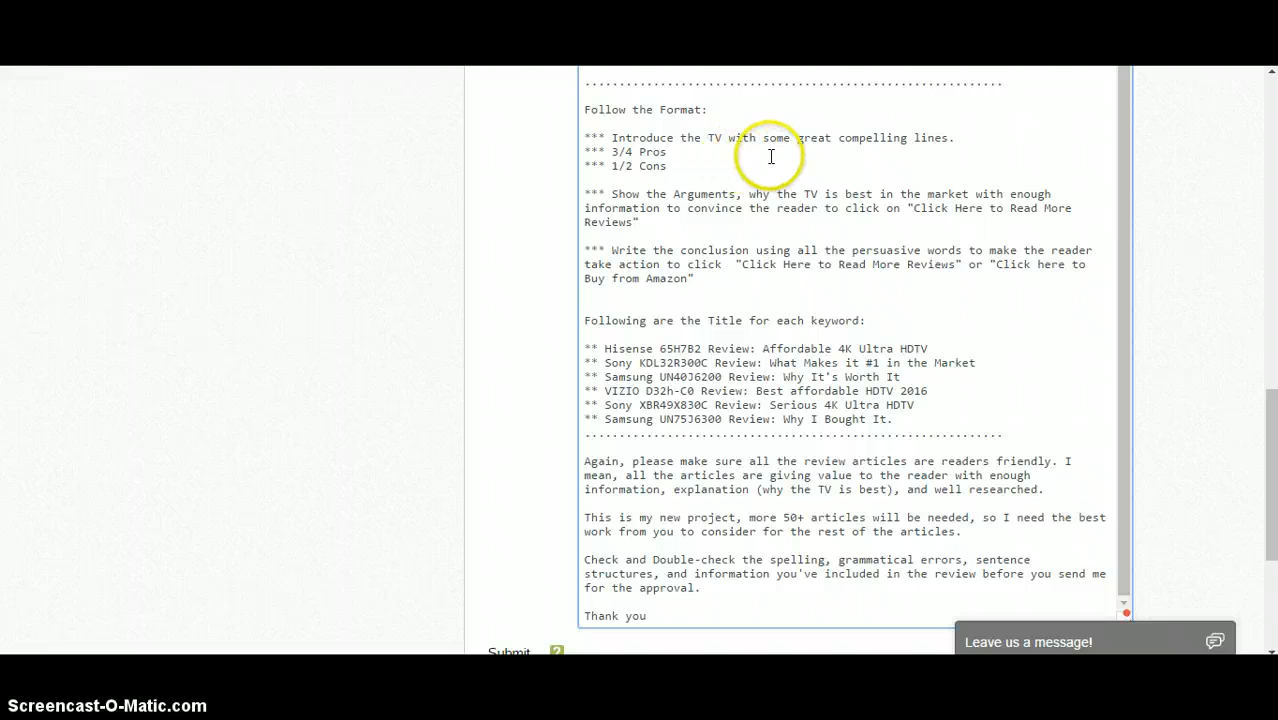 ............................................................
Follow the Format:
*** Introduce the TV with some great compelling lines.
*** 3/4 Pros
*** 1/2 Cons
*** Show the Arguments, why the TV is best in the market with enough
information to convince the reader to click on "Click Here to Read More
Reviews"
*** Write the conclusion using all the persuasive words to make the reader
take action to click  "Click Here to Read More Reviews" or "Click here to
Buy from Amazon"
Following are the Title for each keyword:
** Hisense 65H7B2 Review: Affordable 4K Ultra HDTV
** Sony KDL32R300C Review: What Makes it #1 in the Market
** Samsung UN40J6200 Review: Why It's Worth It
** VIZIO D32h-C0 Review: Best affordable HDTV 2016
** Sony XBR49X830C Review: Serious 4K Ultra HDTV
** Samsung UN75J6300 Review: Why I Bought It.
............................................................
Again, please make sure all the review articles are readers friendly. I
mean, all the articles are giving value to the reader with enough
information, explanation (why the TV is best), and well researched.
This is my new project, more 50+ articles will be needed, so I need the best
work from you to consider for the rest of the articles.
Check and Double-check the spelling, grammatical errors, sentence
structures, and information you've included in the review before you send me
for the approval.
Thank you
Leave us a message!
Submit ?
Screencast-O-Matic.com